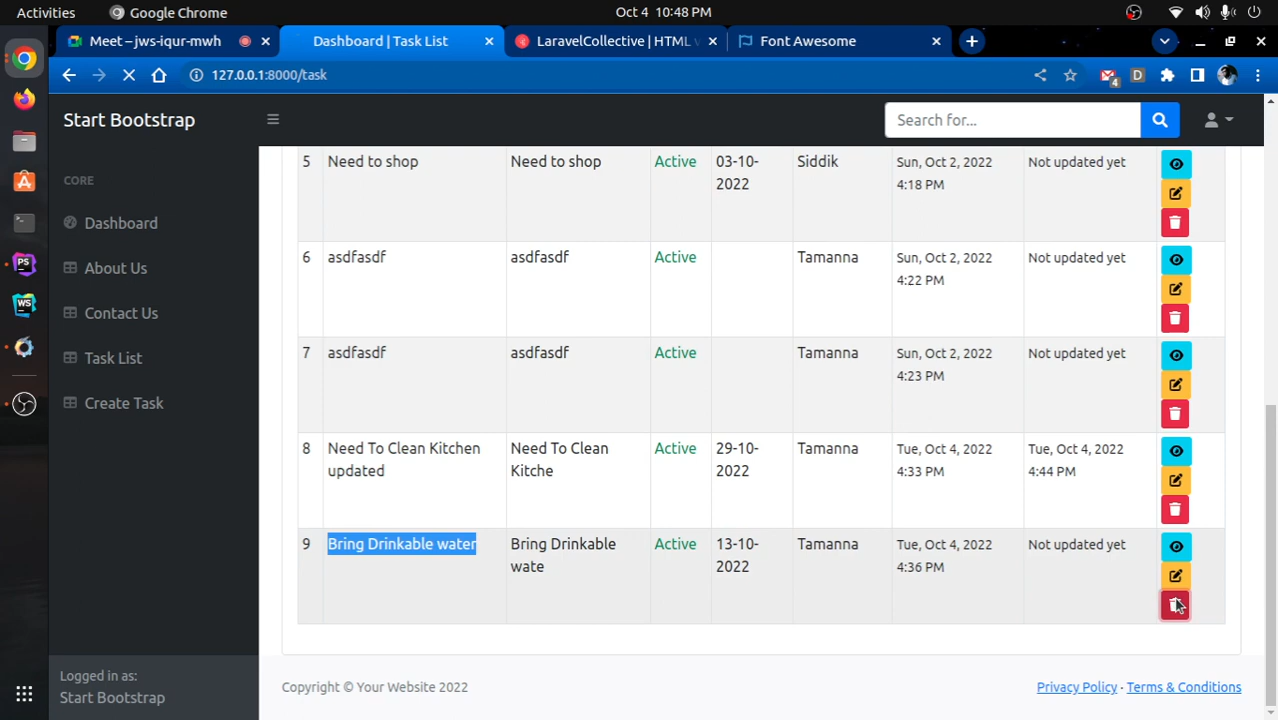 Activities Google Chrome Oct 4 10:48 PM
Meet – jws-iqur-mwh Dashboard | Task List LaravelCollective | HTML Font Awesome
127.0.0.1:8000/task 4
Start Bootstrap Search for...
CORE
Dashboard
About Us
Contact Us
Task List
Create Task
Logged in as:
Start Bootstrap
5 Need to shop Need to shop Active 03-10- Siddik Sun, Oct 2, 2022 Not updated yet
2022 4:18 PM
6 asdfasdf asdfasdf Active Tamanna Sun, Oct 2, 2022 Not updated yet
4:22 PM
7 asdfasdf asdfasdf Active Tamanna Sun, Oct 2, 2022 Not updated yet
4:23 PM
8 Need To Clean Kitchen Need To Clean Active 29-10- Tamanna Tue, Oct 4, 2022 Tue, Oct 4, 2022
updated Kitche 2022 4:33 PM 4:44 PM
9 Bring Drinkable water Bring Drinkable Active 13-10- Tamanna Tue, Oct 4, 2022 Not updated yet
wate 2022 4:36 PM
Copyright © Your Website 2022 Privacy Policy · Terms & Conditions